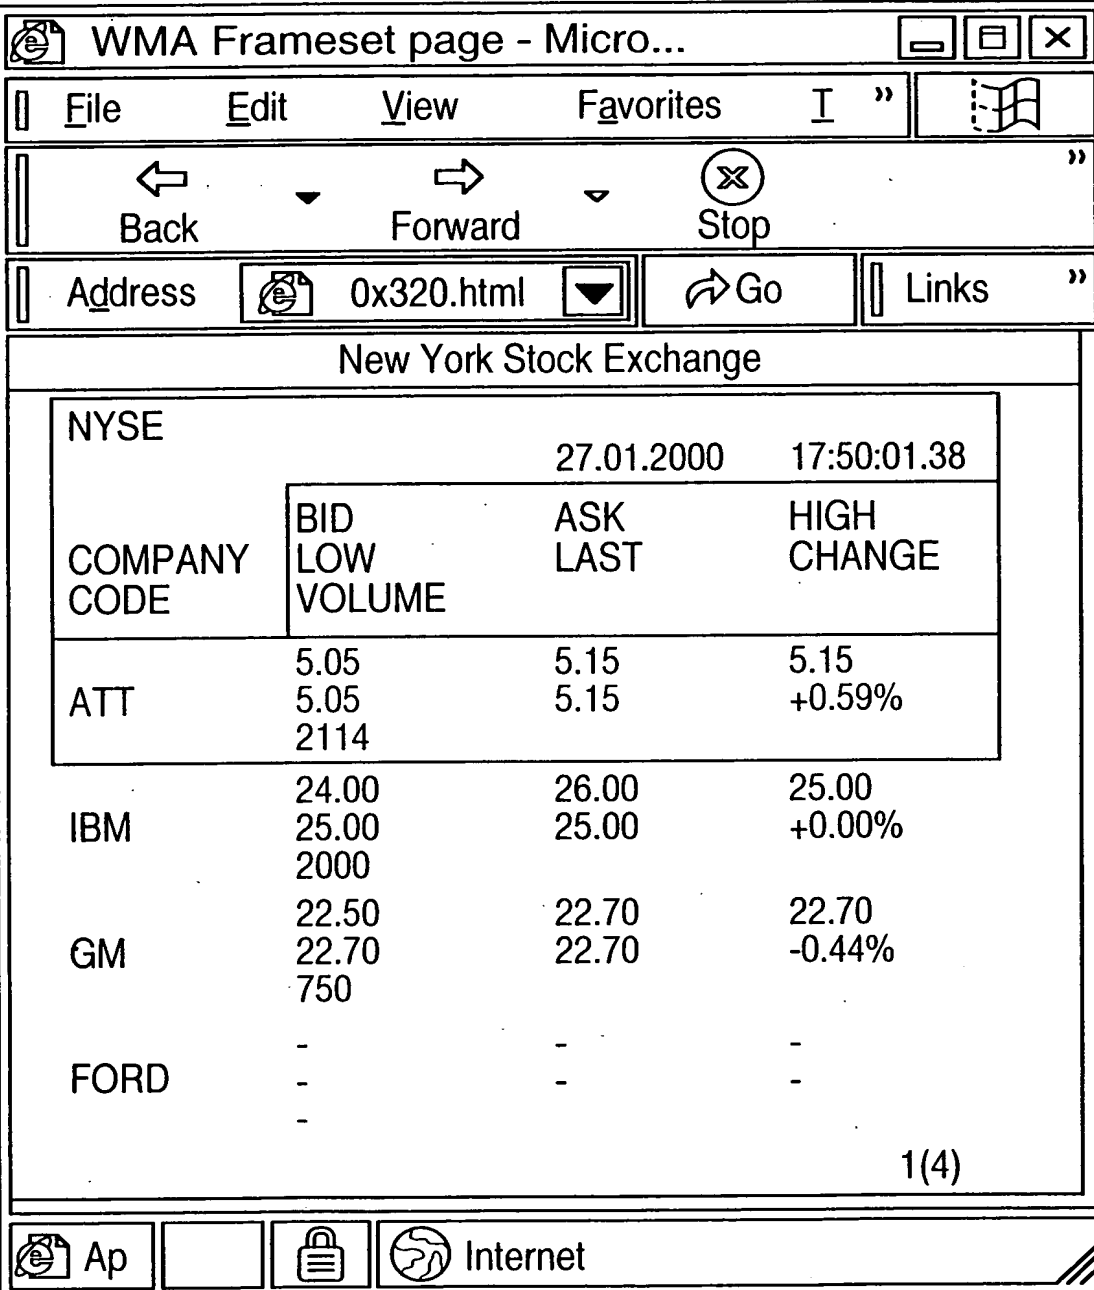 WMA Frameset page - Micro...
File Edit View Favorites T »
Back Forward Stop »
Address 0x320.html Go Links »
New York Stock Exchange
NYSE
27.01.2000 17:50:01.38
BID ASK HIGH
COMPANY LOW LAST CHANGE
CODE VOLUME
5.05 5.15 5.15
ATT 5.05 5.15 +0.59%
2114
24.00 26.00 25.00
IBM 25.00 25.00 +0.00%
2000
22.50 22.70 22.70
GM 22.70 22.70 -0.44%
750
- - -
FORD - - -
-
1(4)
Ap Internet